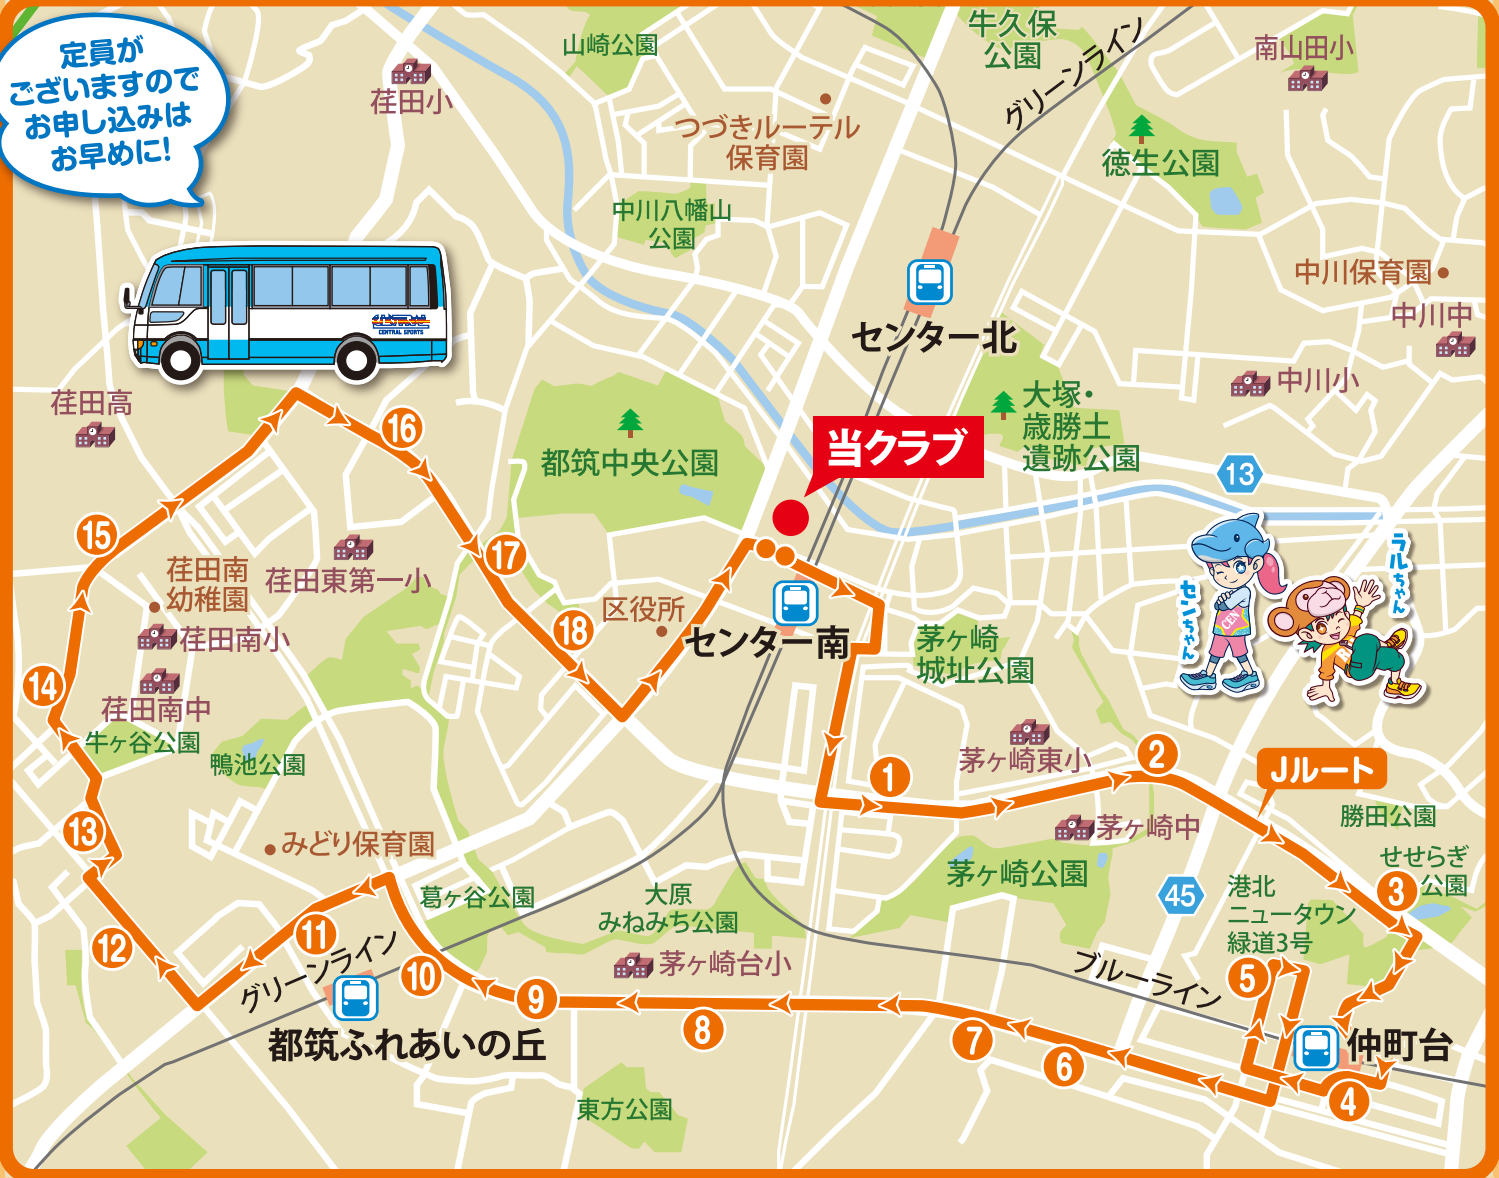 定員が
ございますので
お申し込みは
お早めに!
荏田小
山崎公園
牛久保
公園
グリーンライン
南山田小
つづきルーテル
保育園
徳生公園
中川八幡山
公園
中川保育園
中川中
センター北
CENTRAL SPORTS
荏田高
16
都筑中央公園
当クラブ
大塚・
歳勝土
遺跡公園
中川小
13
15
17
荏田南
幼稚園
荏田東第一小
荏田南小
区役所
18
センター南
茅ヶ崎
城址公園
センちゃん
CEN
ラルちゃん
14
荏田南中
牛ヶ谷公園
鴨池公園
茅ヶ崎東小
1
2
Jルート
13
みどり保育園
茅ヶ崎中
勝田公園
せせらぎ
公園
3
葛ヶ谷公園
大原
みねみち公園
茅ヶ崎公園
45
港北
ニュータウン
緑道3号
12
11
10
グリーンライン
茅ヶ崎台小
ブルーライン
5
9
8
7
6
都筑ふれあいの丘
仲町台
4
東方公園